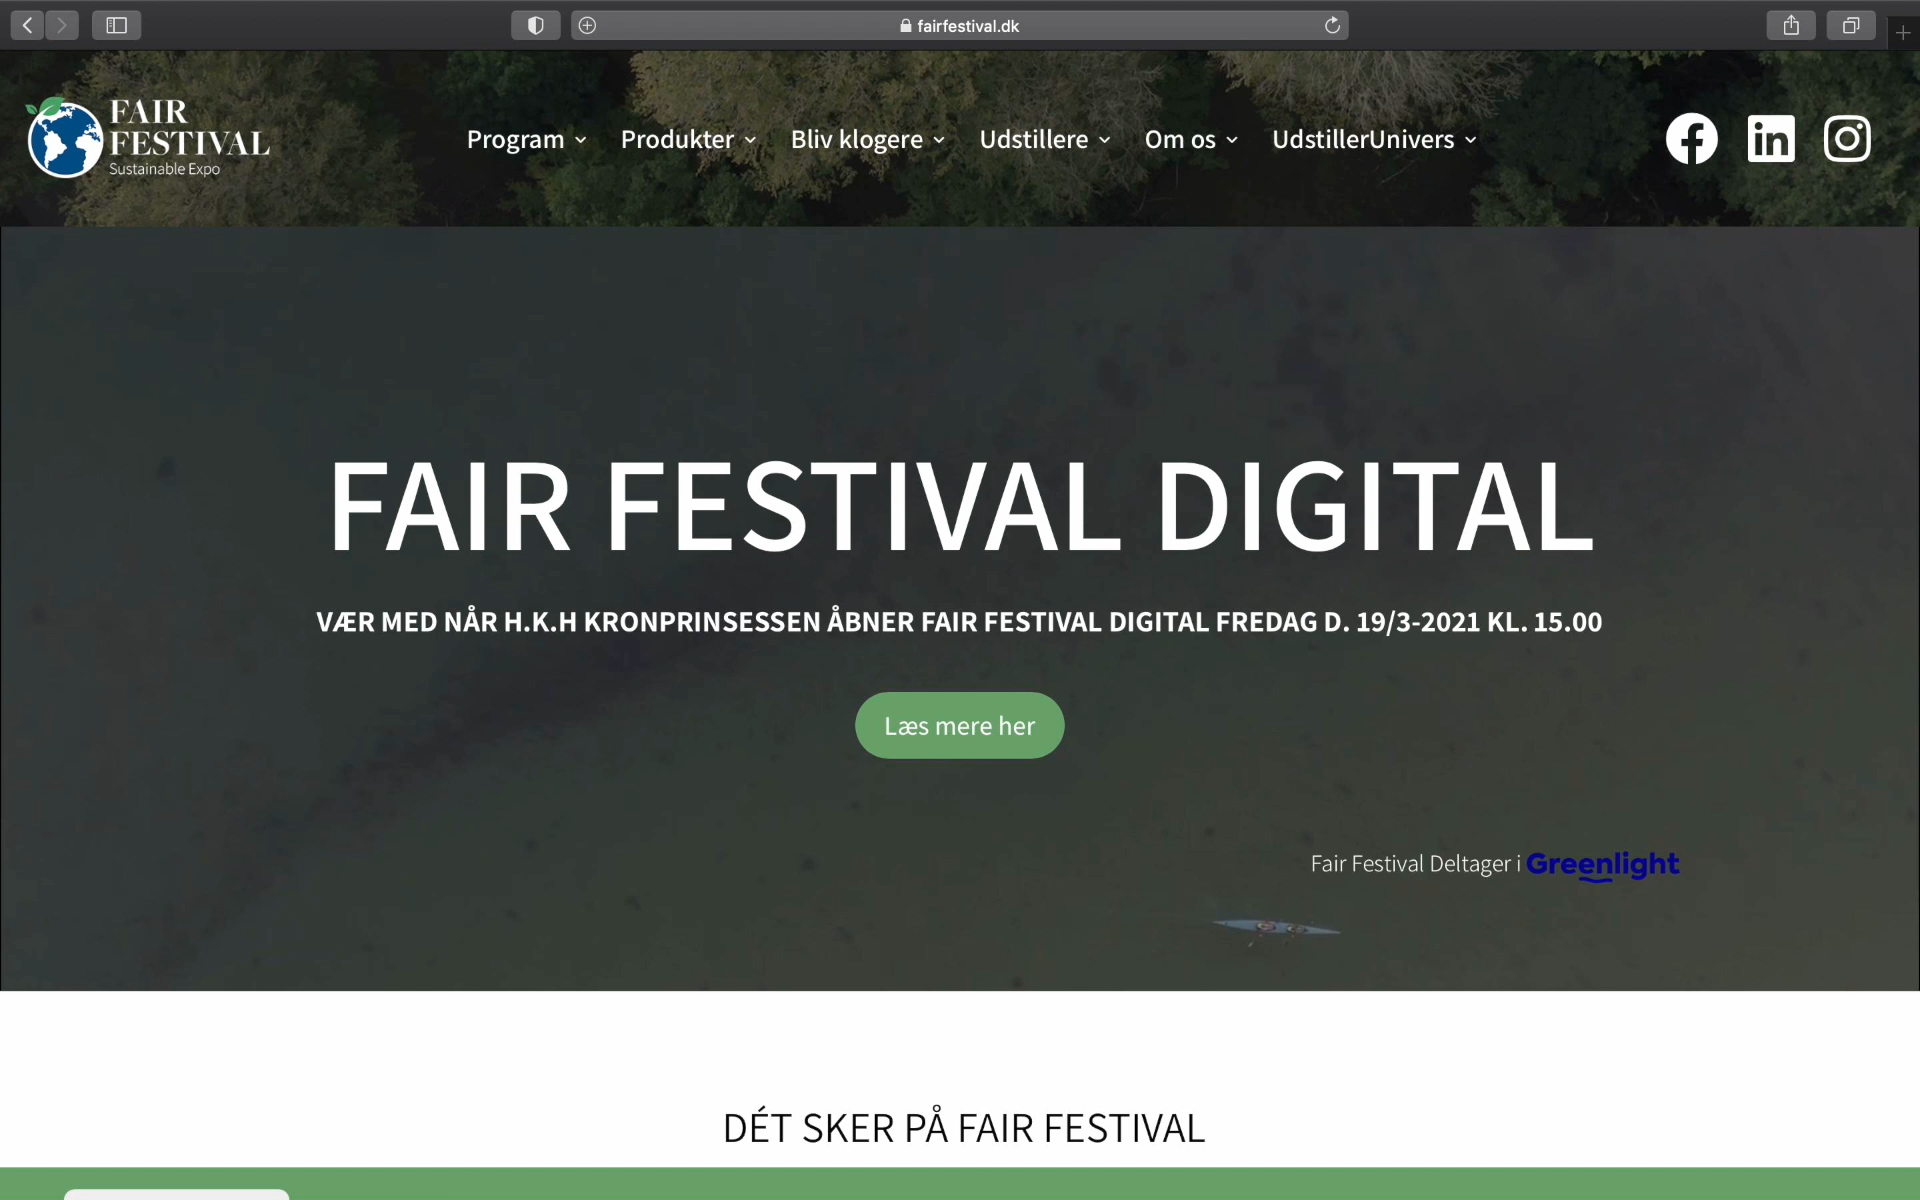 fairfestival.dk
FAIR
FESTIVAL
Sustainable Expo
Program
Produkter
Bliv klogere
Udstillere
Om os
UdstillerUnivers
FAIR FESTIVAL DIGITAL
VÆR MED NÅR H.K.H KRONPRINSESSEN ÅBNER FAIR FESTIVAL DIGITAL FREDAG D. 19/3-2021 KL. 15.00
Læs mere her
Fair Festival Deltager i Greenlight
DÉT SKER PÅ FAIR FESTIVAL